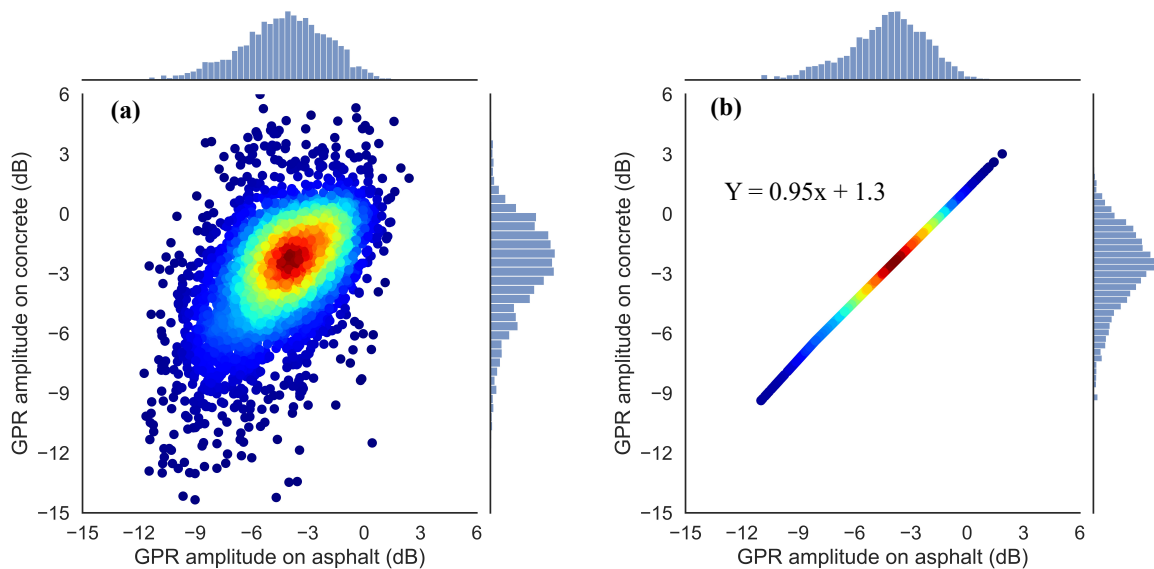 (a)
6
3
0
−3
−6
−9
−12
−15
GPR amplitude on concrete (dB)
−15 −12 −9 −6 −3 0 3 6
GPR amplitude on asphalt (dB)
(b)
Y = 0.95x + 1.3
6
3
0
−3
−6
−9
−12
−15
GPR amplitude on concrete (dB)
−15 −12 −9 −6 −3 0 3 6
GPR amplitude on asphalt (dB)